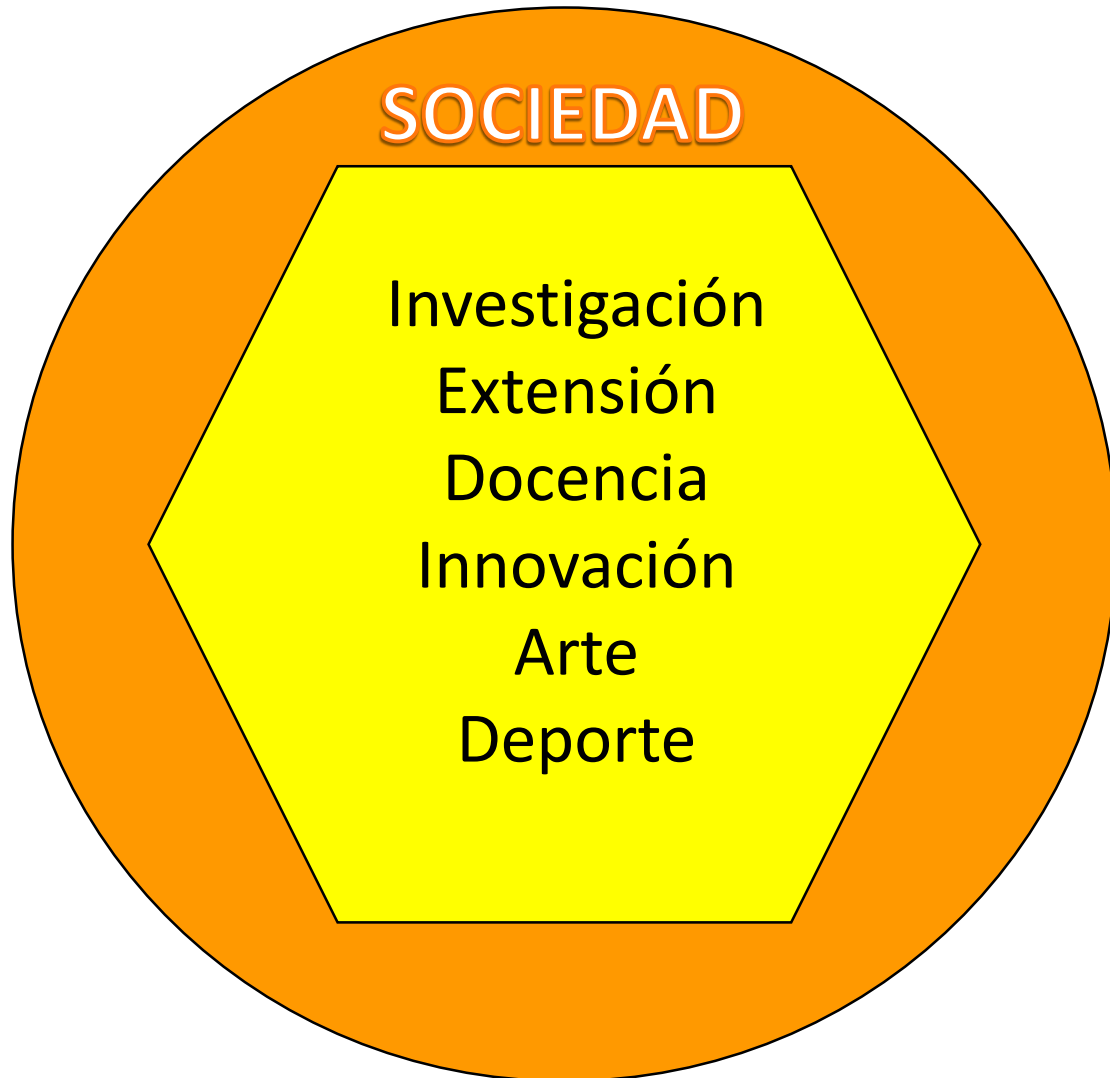 SOCIEDAD
Investigación
Extensión
Docencia
Innovación
Arte
Deporte